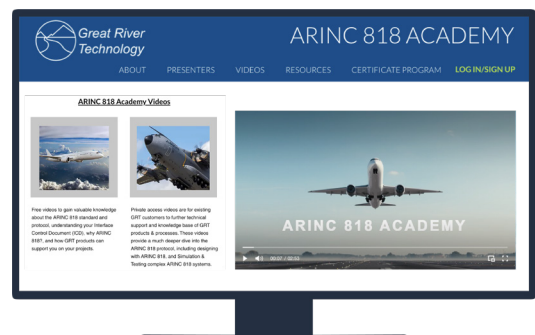 Great River
Technology
ARINC 818 ACADEMY
ABOUT PRESENTERS VIDEOS RESOURCES CERTIFICATE PROGRAM LOG IN/SIGN UP
ARINC 818 Academy Videos
Free videos to gain valuable knowledge
about the ARINC 818 standard and
protocol, understanding your Interface
Control Document (ICD), why ARINC
818?, and how GRT products can
support you on your projects.
Private access videos are for existing
GRT customers to further technical
support and knowledge base of GRT
products & processes. These videos
provide a much deeper dive into the
ARINC 818 protocol, including designing
with ARINC 818, and Simulation &
Testing complex ARINC 818 systems.
ARINC 818 ACADEMY